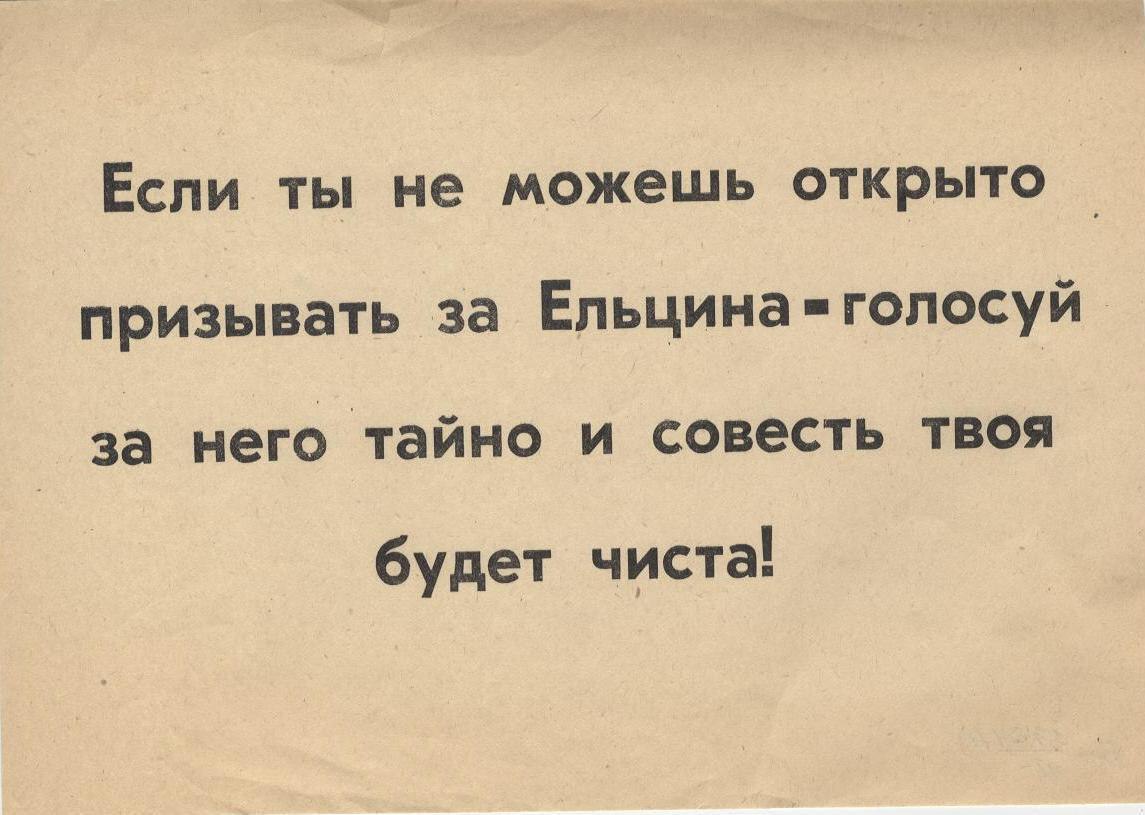 Если ты не можешь открыто
призывать за Ельцина-голосуй
за него тайно и совесть твоя
будет чиста!